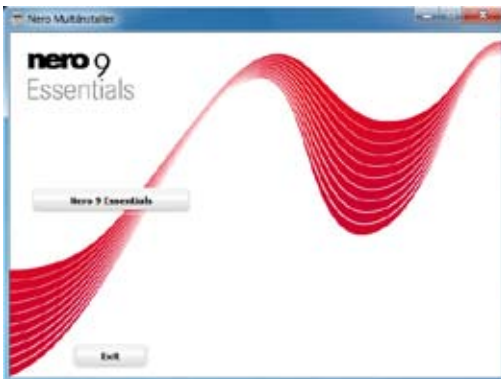 Nero Multiinstaller
nero 9
Essentials
Nero 9 Essentials
Exit